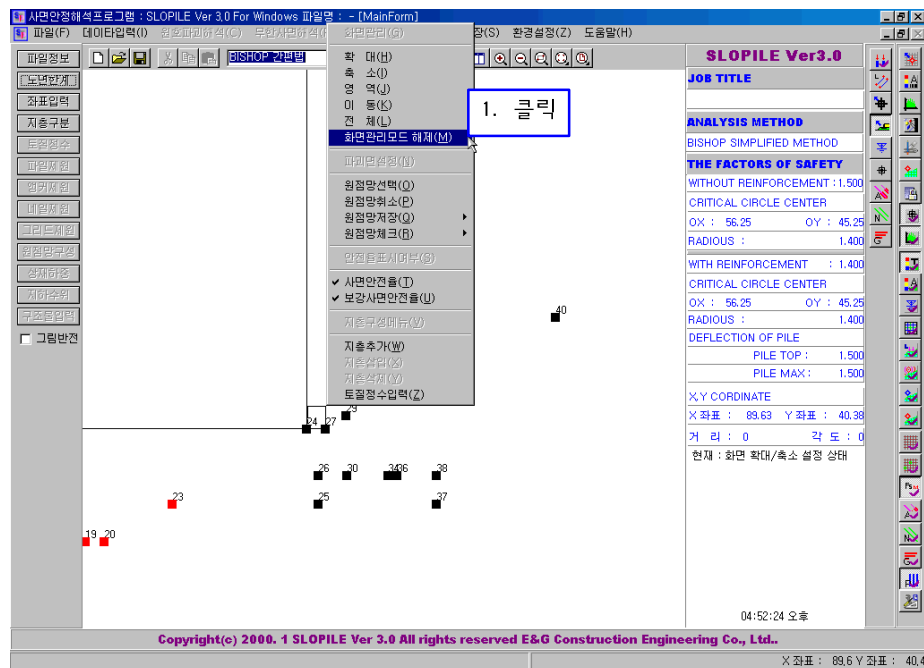 사면안정해석프로그램 : SLOPILE Ver 3,0 For Windows 파일명 : - [MainForm]
파일(F) 데이타입력(I) 원호파괴해석(C) 무한사면해석( 장(S) 환경설정(Z) 도움말(H)
BISHOP 간편법
파일정보
도면한계
좌표입력
지층구분
토질정수
파일제원
앵커제원
네일제원
그리드제원
원점망구성
상재하중
지하수위
구조물입력
그림반전
화면관리(G)
확 대(H)
축 소(I)
영 역(J)
이 동(K)
전 체(L)
화면관리모드 해제(M)
파괴면설정(N)
원점망선택(O)
원점망취소(P)
원점망저장(Q)
원점망체크(R)
안전율표시여부(S)
사면안전율(T)
보강사면안전율(U)
지층구성메뉴(V)
지층추가(W)
지층삽입(X)
지층삭제(Y)
토질정수입력(Z)
1. 클릭
40
29
24 27
26 30 34 36 38
23 25 37
19 20
SLOPILE Ver3.0
JOB TITLE
ANALYSIS METHOD
BISHOP SIMPLIFIED METHOD
THE FACTORS OF SAFETY
WITHOUT REINFORCEMENT : 1.500
CRITICAL CIRCLE CENTER
OX : 56.25 OY : 45.25
RADIOUS : 1.400
WITH REINFORCEMENT : 1.400
CRITICAL CIRCLE CENTER
OX : 56.25 OY : 45.25
RADIOUS : 1.400
DEFLECTION OF PILE
PILE TOP : 1.500
PILE MAX : 1.500
X,Y CORDINATE
X 좌표 : 89.63 Y 좌표 : 40.38
거 리 : 0 각 도 : 0
현재 : 화면 확대/축소 설정 상태
04:52:24 오후
Copyright(c) 2000. 1 SLOPILE Ver 3.0 All rights reserved E&G Construction Engineering Co., Ltd..
X 좌표 : 89,6 Y 좌표 : 40,4